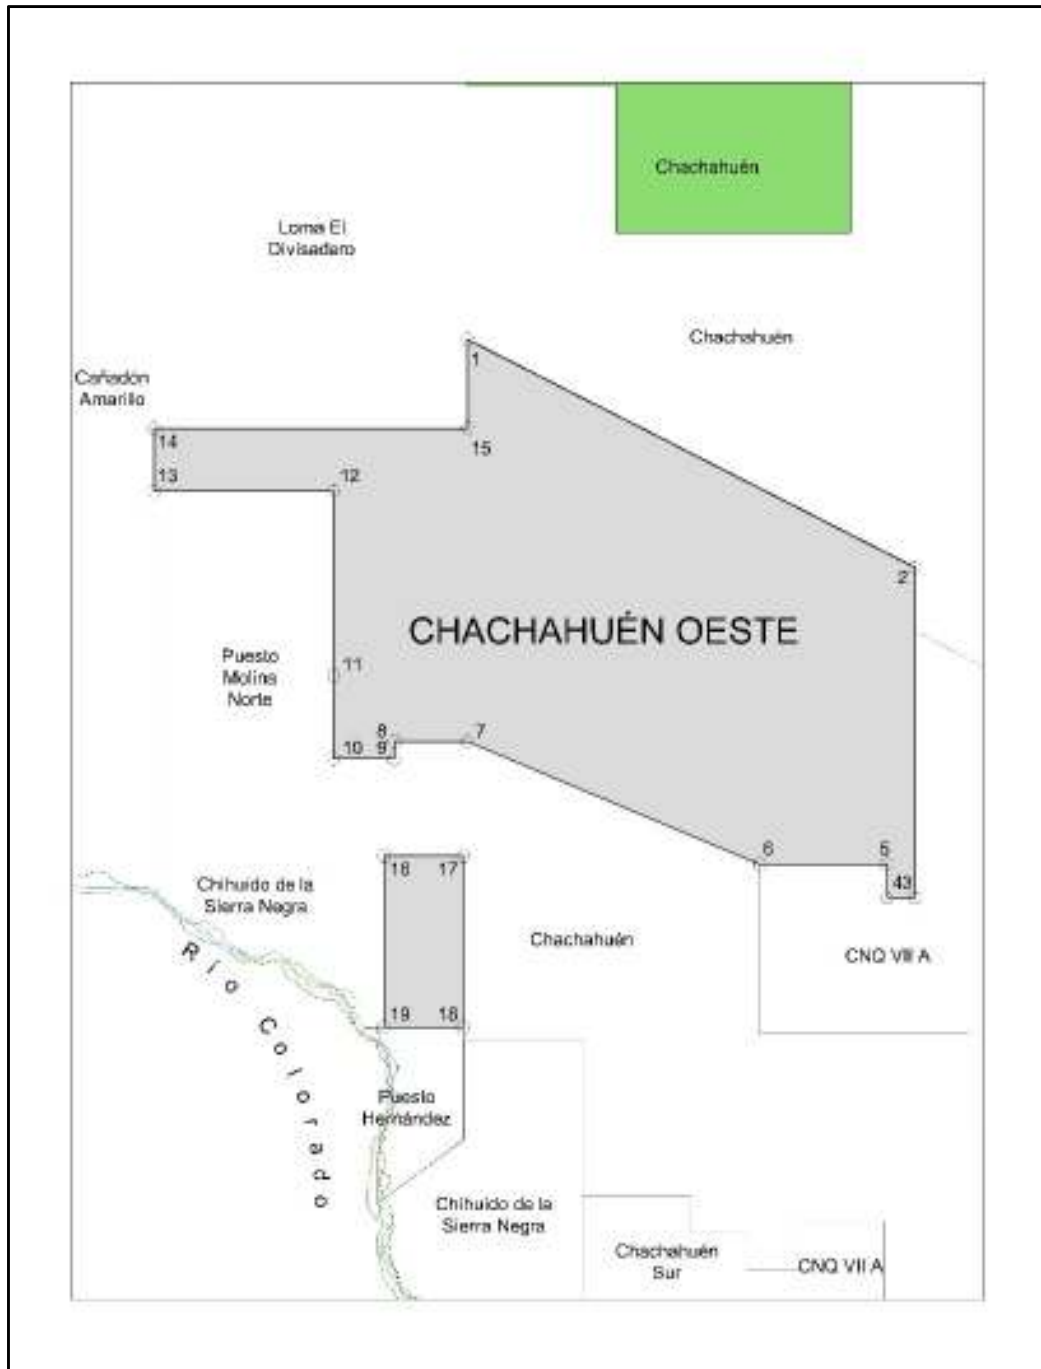 Chachahuén
Loma El
Divisadero
Chachahuén
1
Cañadón
Amarillo
14
15
13
12
2
CHACHAHUÉN OESTE
Puesto
Molina
Norte
11
8
7
10
9
6
5
43
16
17
Chihuido de la
Sierra Negra
Chachahuén
CNQ VII A
Río Colorado
19
18
Puesto
Hernández
Chihuido de la
Sierra Negra
Chachahuén
Sur
CNQ VII A